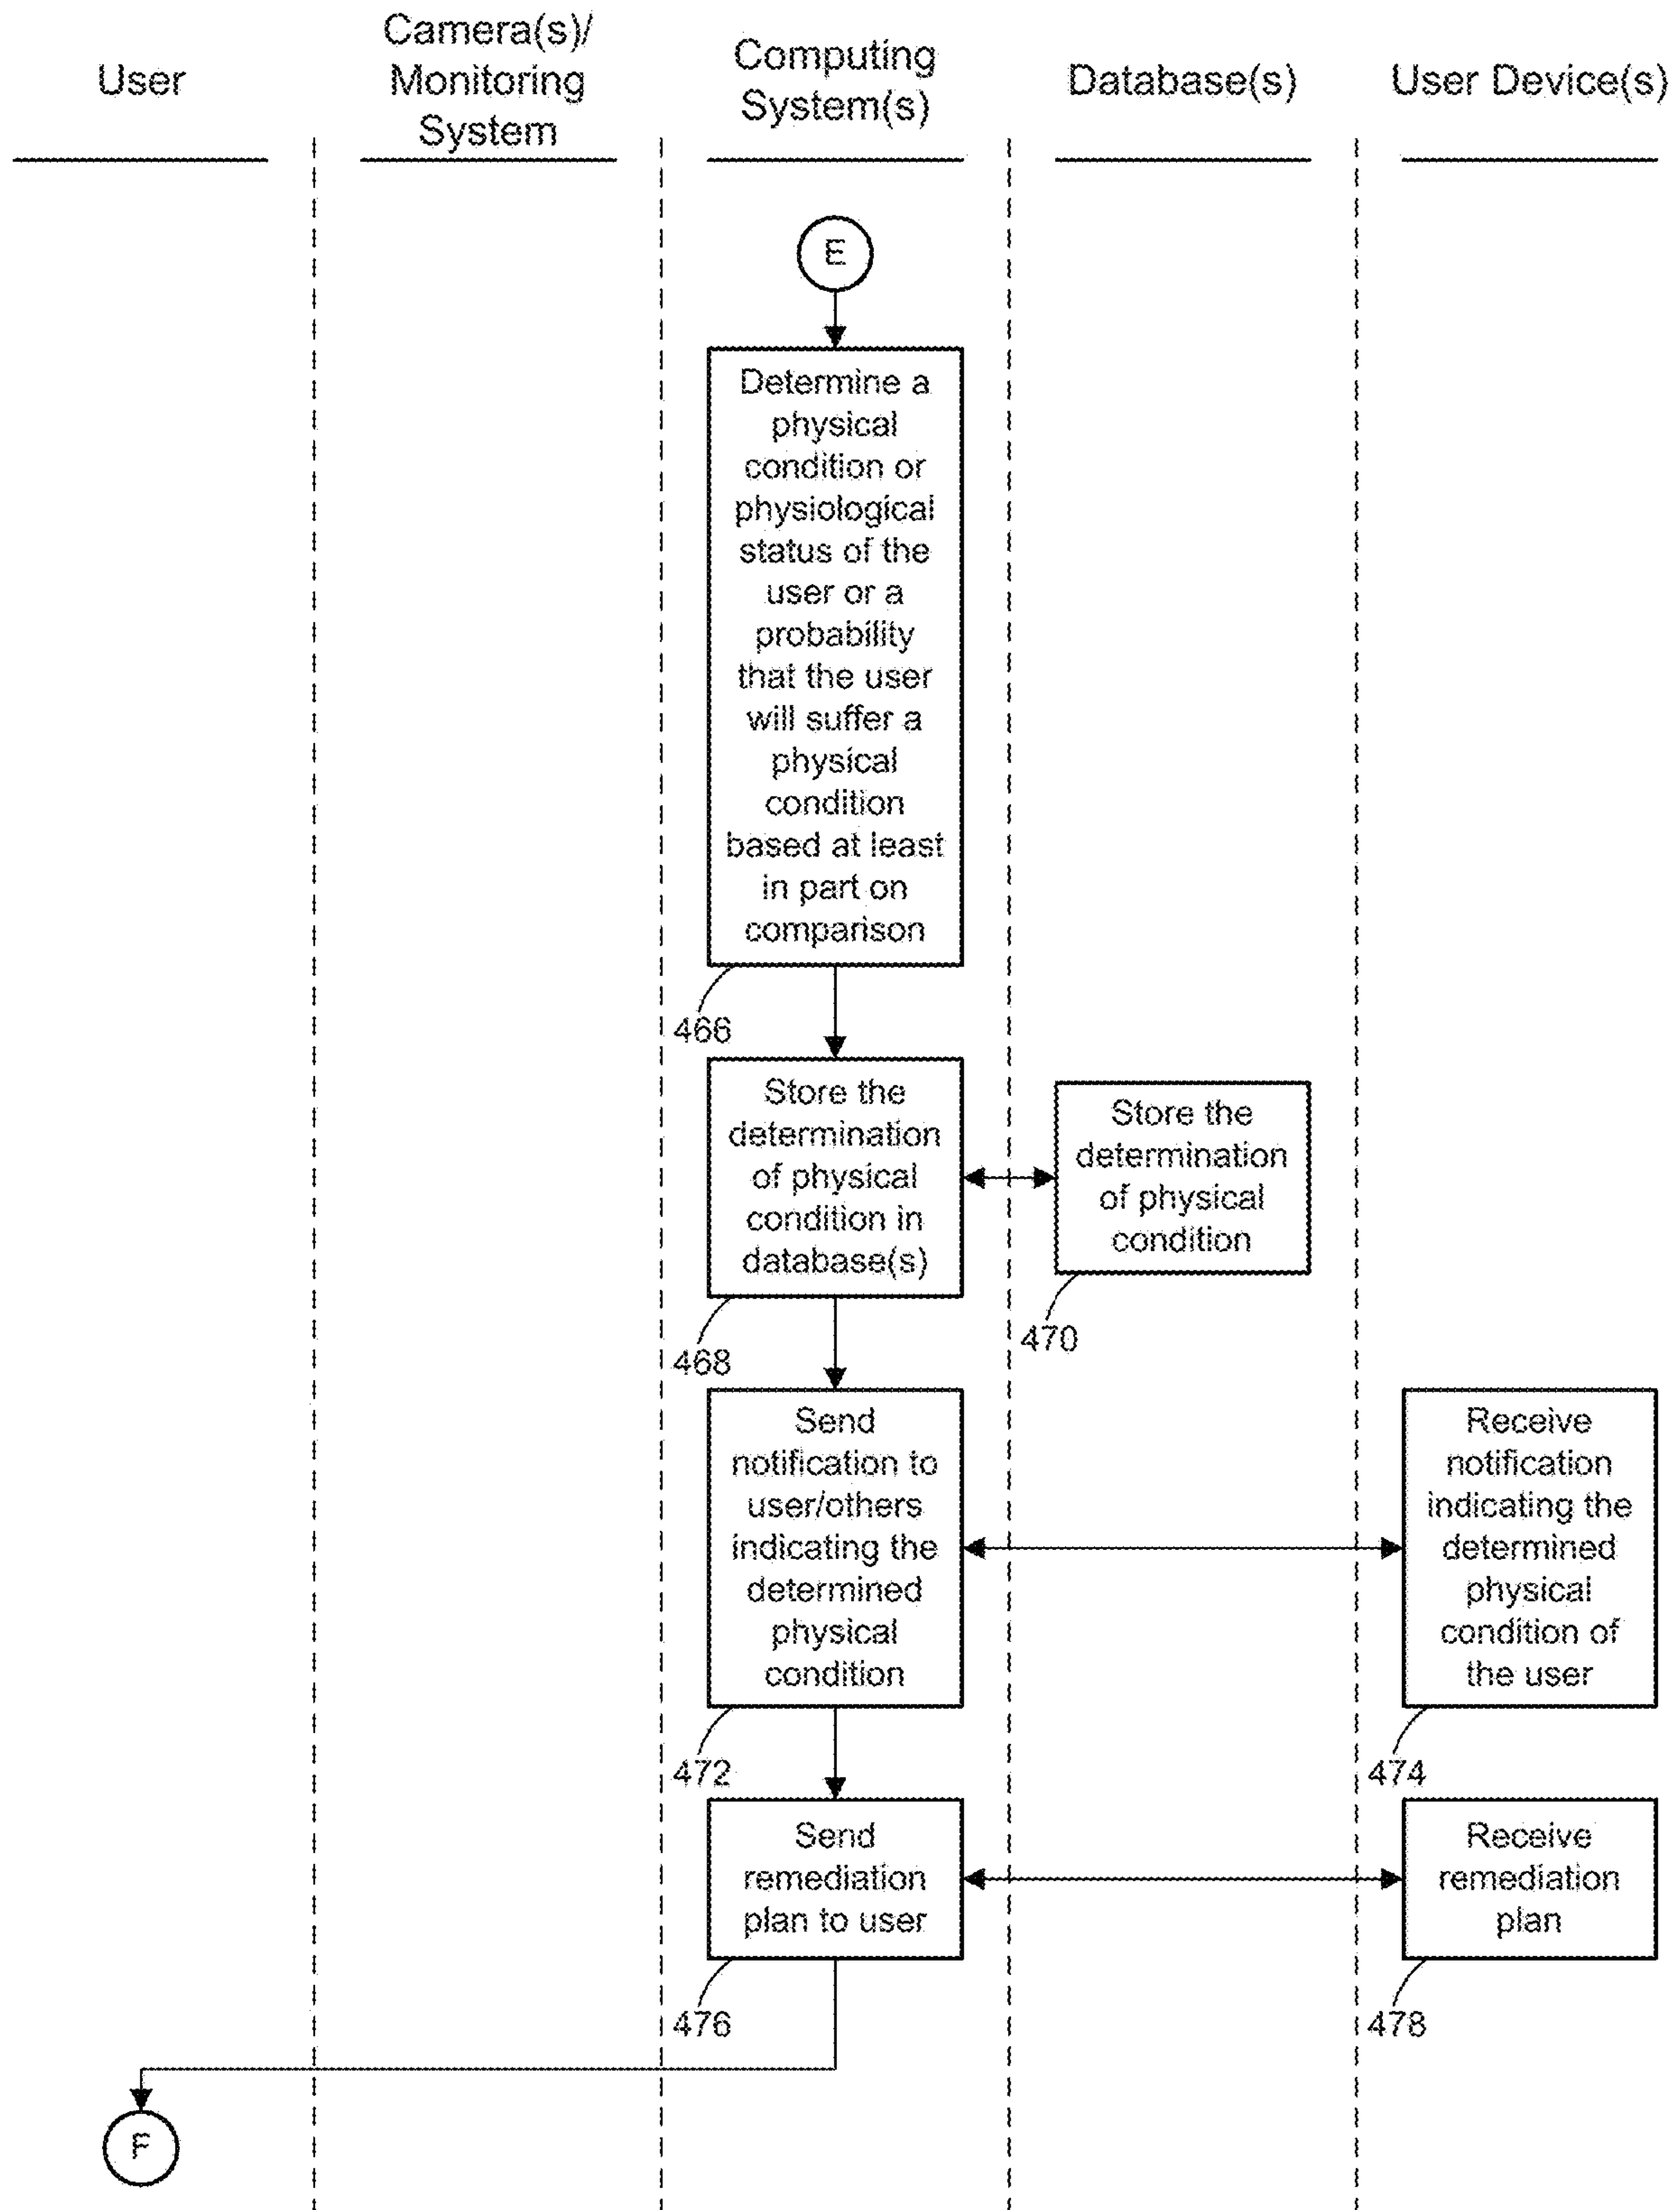 User
Camera(s)/
Monitoring
System
Computing
System(s)
Database(s)
User Device(s)
E
Determine a
physical
condition or
physiological
status of the
user or a
probability
that the user
will suffer a
physical
condition
based at least
in part on
comparison
466
Store the
determination
of physical
condition in
database(s)
468
Store the
determination
of physical
condition
470
Send
notification to
user/others
indicating the
determined
physical
condition
472
Receive
notification
indicating the
determined
physical
condition of
the user
474
Send
remediation
plan to user
476
Receive
remediation
plan
478
F